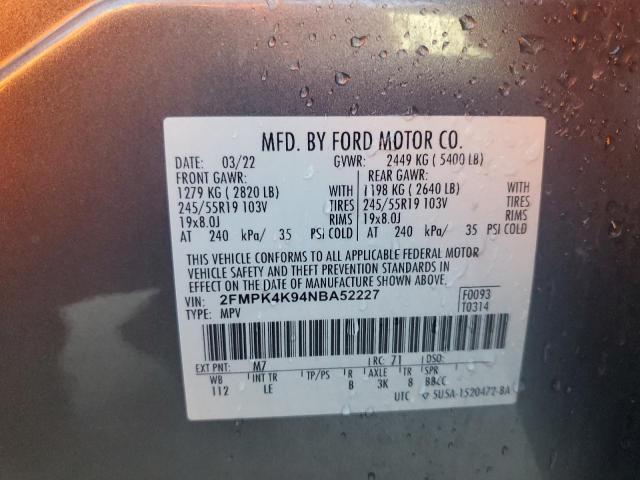 MFD. BY FORD MOTOR CO.
DATE: 03/22 GVWR: 2449 KG ( 5400 LB)
FRONT GAWR: REAR GAWR:
1279 KG ( 2820 LB) WITH 1198 KG ( 2640 LB) WITH
245/55R19 103V TIRES 245/55R19 103V TIRES
19x8.0J RIMS 19x8.0J RIMS
AT 240 kPa/ 35 PSI COLD AT 240 kPa/ 35 PSI COLD
THIS VEHICLE CONFORMS TO ALL APPLICABLE FEDERAL MOTOR
VEHICLE SAFETY AND THEFT PREVENTION STANDARDS IN
EFFECT ON THE DATE OF MANUFACTURE SHOWN ABOVE.
VIN: 2FMPK4K94NBA52227 F0093
TYPE: MPV T0314
EXT PNT: M7 RC: 71 DSO:
WB INT TR TP/PS R AXLE TR SPR
112 LE B 3K 8 BBCC
UTC 5U5A-1520472-BA